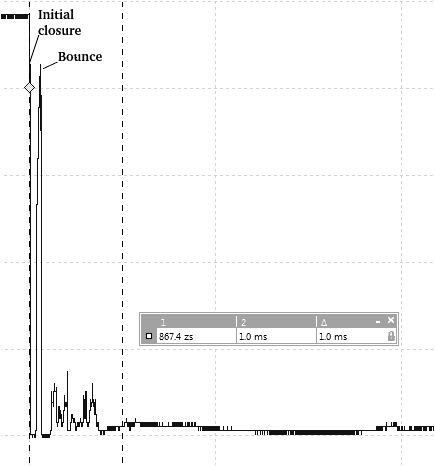 Initial
closure
Bounce
1 2 Δ
867.4 zs 1.0 ms 1.0 ms